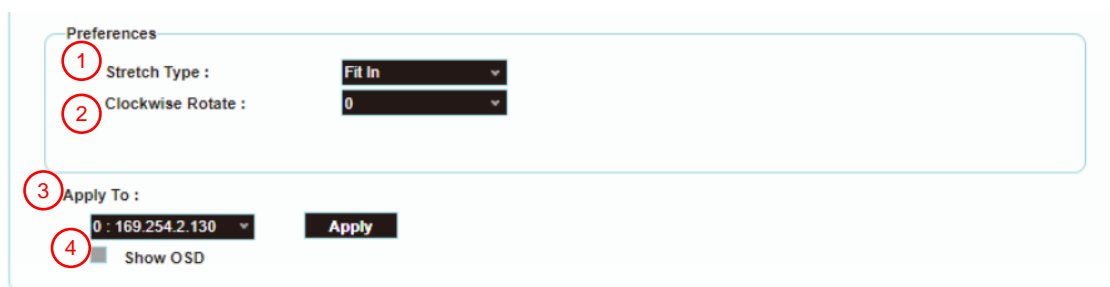 Preferences
1
Stretch Type : Fit In
2 Clockwise Rotate : 0
3 Apply To :
0 : 169.254.2.130 Apply
4 Show OSD